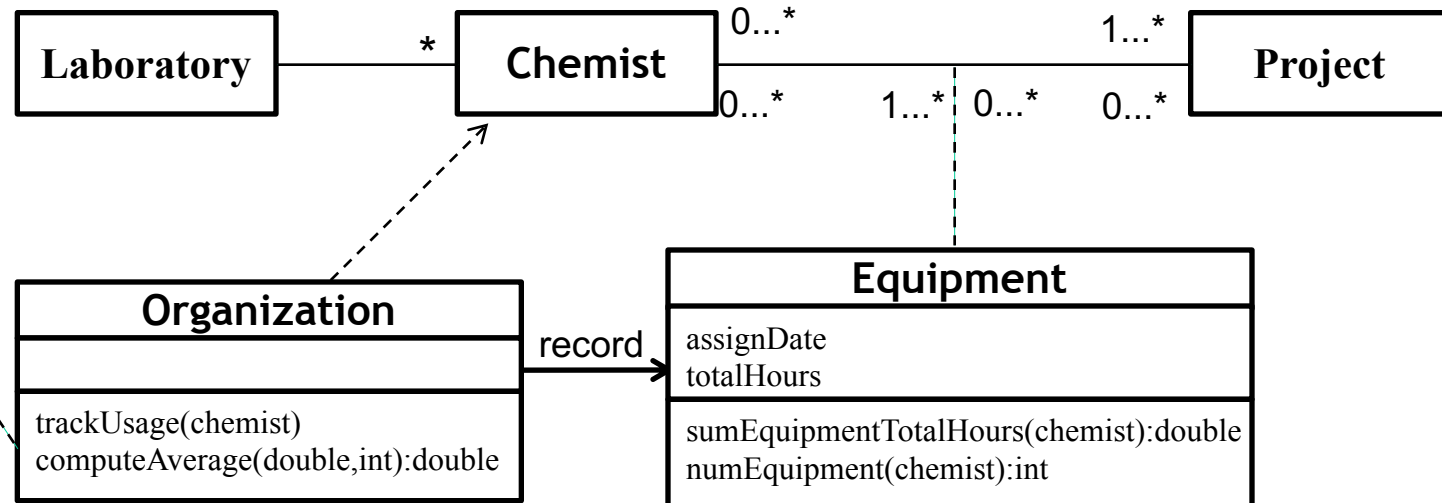 Laboratory
*
Chemist
0...*
1...*
Project
0...*
1...*
0...*
0...*
Organization
trackUsage(chemist)
computeAverage(double,int):double
record
Equipment
assignDate
totalHours
sumEquipmentTotalHours(chemist):double
numEquipment(chemist):int